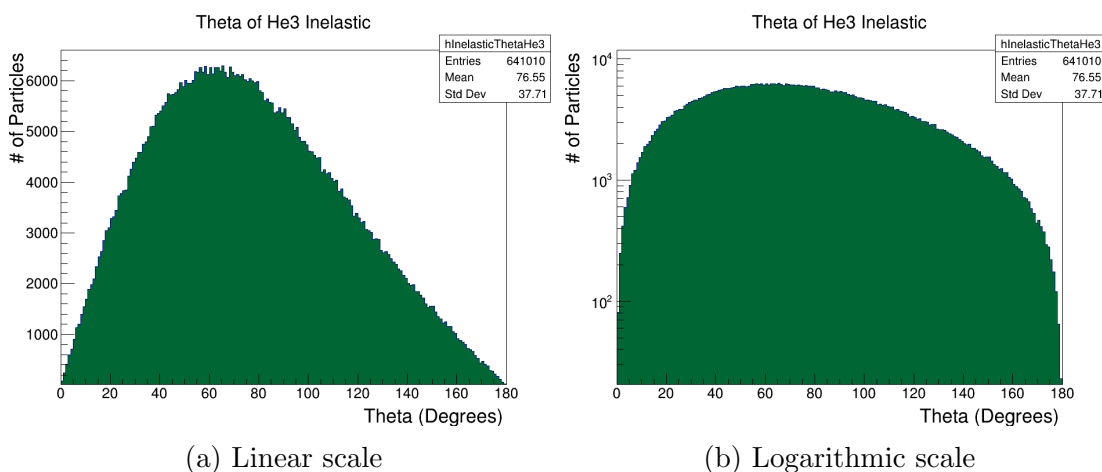 Theta of He3 Inelastic
hInelasticThetaHe3
Entries 641010
Mean 76.55
Std Dev 37.71
# of Particles
6000
5000
4000
3000
2000
1000
0 20 40 60 80 100 120 140 160 180
Theta (Degrees)
(a) Linear scale
Theta of He3 Inelastic
hInelasticThetaHe3
Entries 641010
Mean 76.55
Std Dev 37.71
# of Particles
10⁴
10³
10²
0 20 40 60 80 100 120 140 160 180
Theta (Degrees)
(b) Logarithmic scale